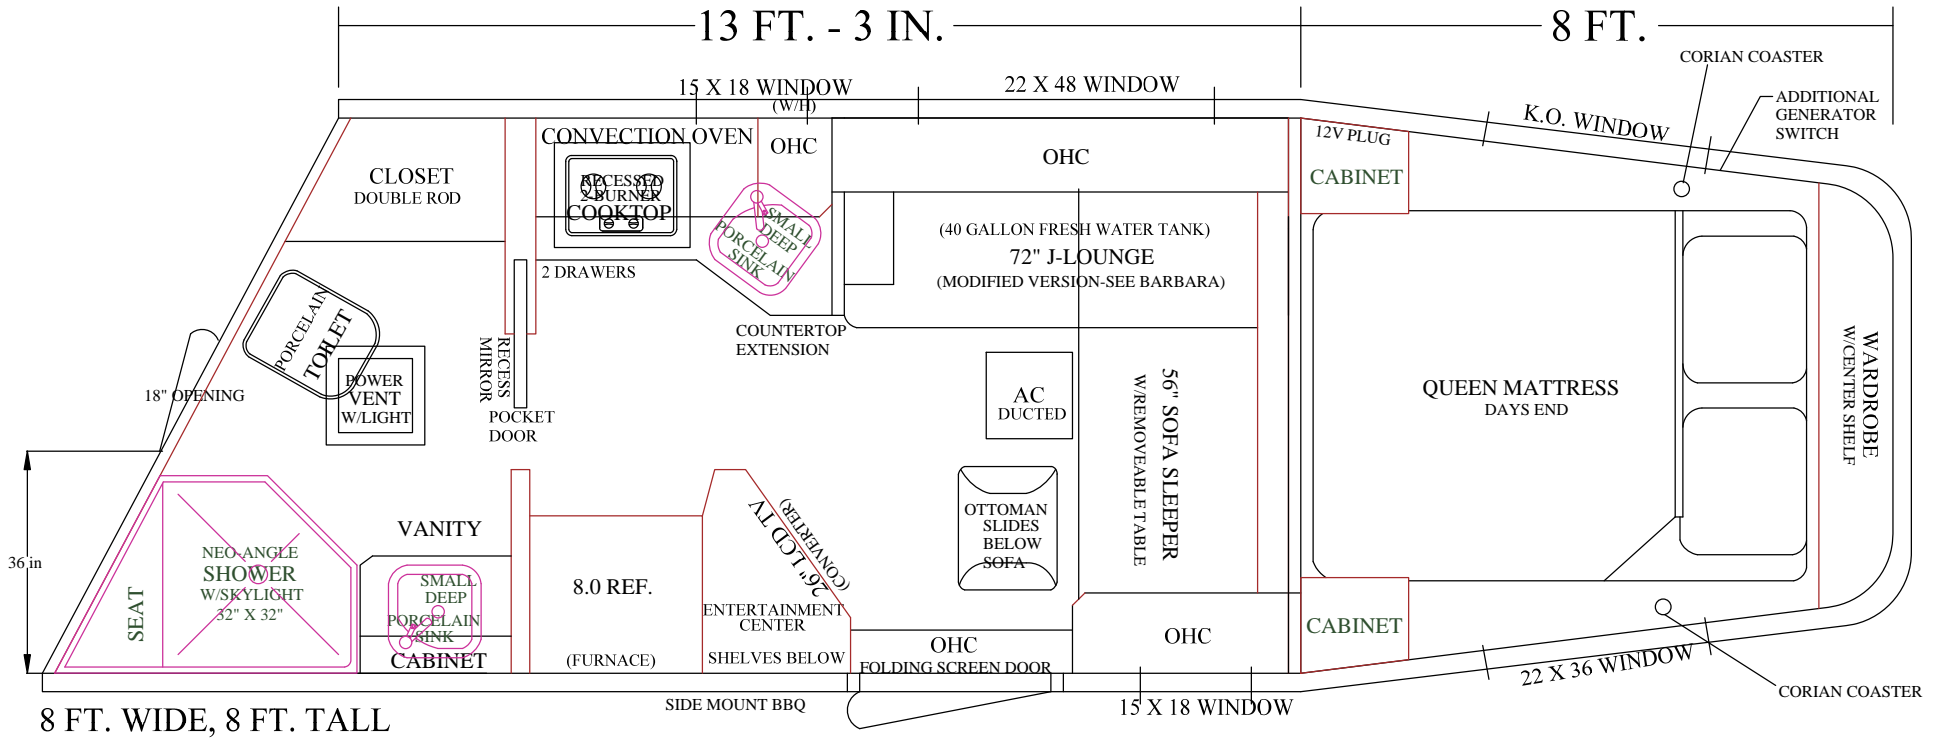 13 FT. - 3 IN.
8 FT.
CORIAN COASTER
15 X 18 WINDOW
(W/H)
22 X 48 WINDOW
K.O. WINDOW
ADDITIONAL
GENERATOR
SWITCH
12V PLUG
CONVECTION OVEN
OHC
OHC
CABINET
CLOSET
DOUBLE ROD
RECESSED
2 BURNER
COOKTOP
SMALL
DEEP
PORCELAIN
SINK
2 DRAWERS
(40 GALLON FRESH WATER TANK)
72" J-LOUNGE
(MODIFIED VERSION-SEE BARBARA)
COUNTERTOP
EXTENSION
PORCELAIN
TOILET
RECESS
MIRROR
POWER
VENT
W/LIGHT
18" OPENING
POCKET
DOOR
AC
DUCTED
56" SOFA SLEEPER
W/REMOVEABLE TABLE
QUEEN MATTRESS
DAYS END
WARDROBE
W/CENTER SHELF
36 in
VANITY
NEO-ANGLE
SHOWER
W/SKYLIGHT
32" X 32"
SEAT
SMALL
DEEP
PORCELAIN
SINK
CABINET
8.0 REF.
(FURNACE)
26" LCD TV
(CONVERTER)
ENTERTAINMENT
CENTER
SHELVES BELOW
OTTOMAN
SLIDES
BELOW
SOFA
OHC
FOLDING SCREEN DOOR
OHC
CABINET
22 X 36 WINDOW
CORIAN COASTER
SIDE MOUNT BBQ
15 X 18 WINDOW
8 FT. WIDE, 8 FT. TALL